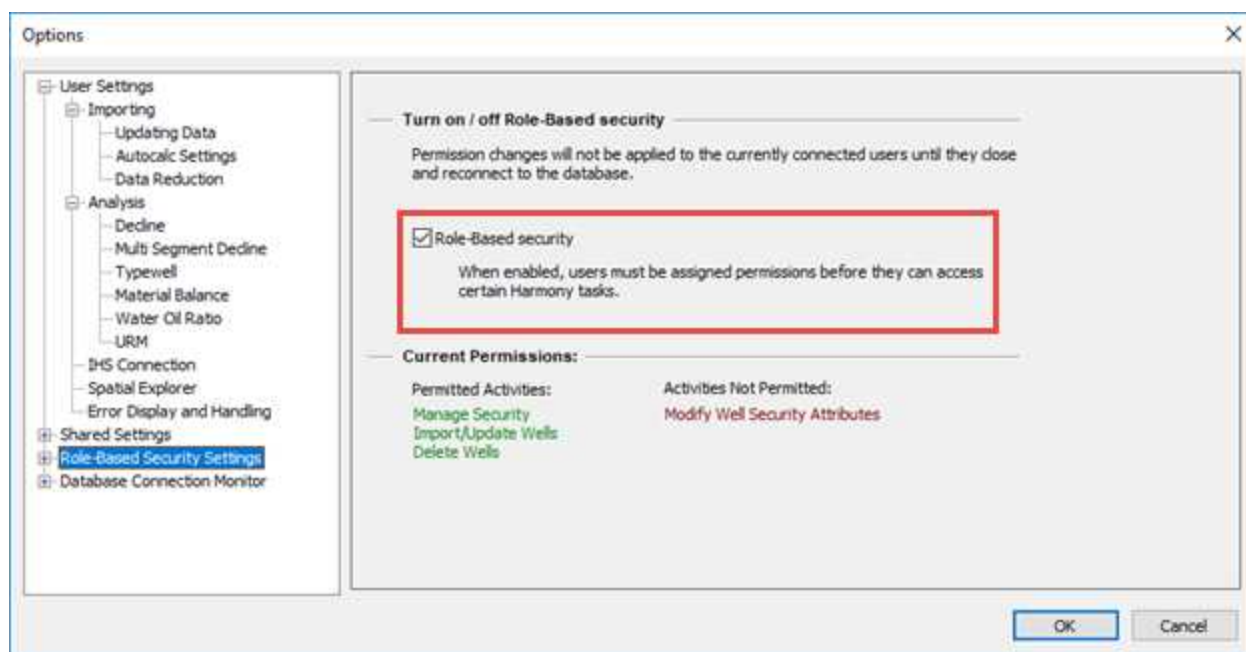 Options
User Settings
Importing
Updating Data
Autocalc Settings
Data Reduction
Analysis
Decline
Multi Segment Decline
Typewell
Material Balance
Water Oil Ratio
URM
IHS Connection
Spatial Explorer
Error Display and Handling
Shared Settings
Role-Based Security Settings
Database Connection Monitor
Turn on / off Role-Based security
Permission changes will not be applied to the currently connected users until they close
and reconnect to the database.
Role-Based security
When enabled, users must be assigned permissions before they can access
certain Harmony tasks.
Current Permissions:
Permitted Activities:
Manage Security
Import/Update Wells
Delete Wells
Activities Not Permitted:
Modify Well Security Attributes
OK
Cancel